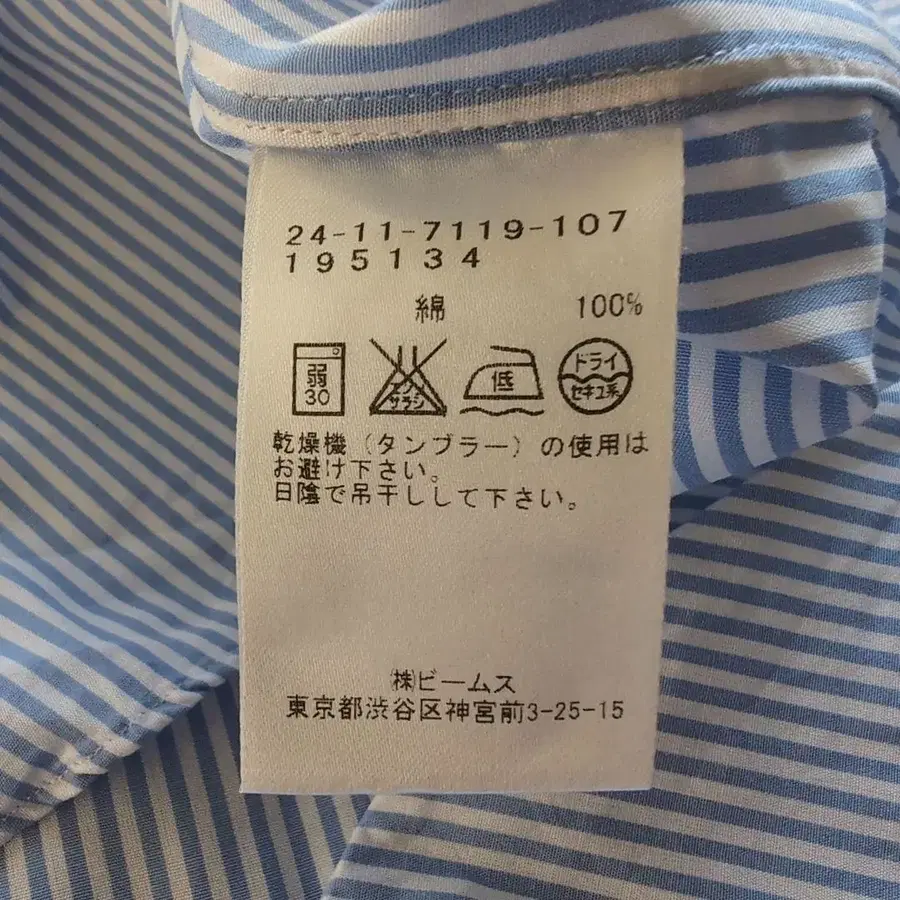 24-11-7119-107
195134
綿 100%
弱 30 エンソ サラシ 低 ドライ セキユ系
乾燥機（タンブラー）の使用は
お避け下さい。
日陰で吊干しして下さい。
㈱ビームス
東京都渋谷区神宮前3-25-15